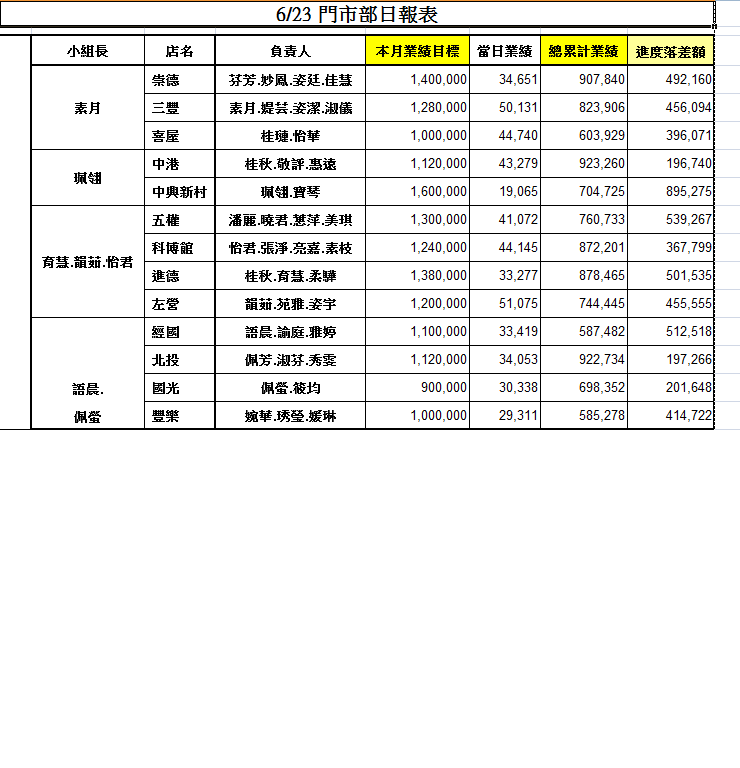 6/23 門市部日報表
小組長 店名 負責人 本月業績目標 當日業績 總累計業績 進度落差額
崇德 芬芳.妙鳳.姿廷.佳慧 1,400,000 34,651 907,840 492,160
素月 三豐 素月.緹芸.姿潔.淑儀 1,280,000 50,131 823,906 456,094
喜屋 桂璉.怡華 1,000,000 44,740 603,929 396,071
珮翎 中港 桂秋.敬評.惠遠 1,120,000 43,279 923,260 196,740
中興新村 珮翎.寶琴 1,600,000 19,065 704,725 895,275
五權 潘麗.曉君.蕙萍.美琪 1,300,000 41,072 760,733 539,267
育慧.韻茹.怡君 科博館 怡君.張淨.亮嘉.素枝 1,240,000 44,145 872,201 367,799
進德 桂秋.育慧.柔驊 1,380,000 33,277 878,465 501,535
左營 韻茹.苑雅.姿宇 1,200,000 51,075 744,445 455,555
經國 語晨.諭庭.雅婷 1,100,000 33,419 587,482 512,518
北投 佩芳.淑芬.秀雯 1,120,000 34,053 922,734 197,266
語晨. 國光 佩螢.筱均 900,000 30,338 698,352 201,648
佩螢 豐樂 婉華.琇瑩.媛琳 1,000,000 29,311 585,278 414,722